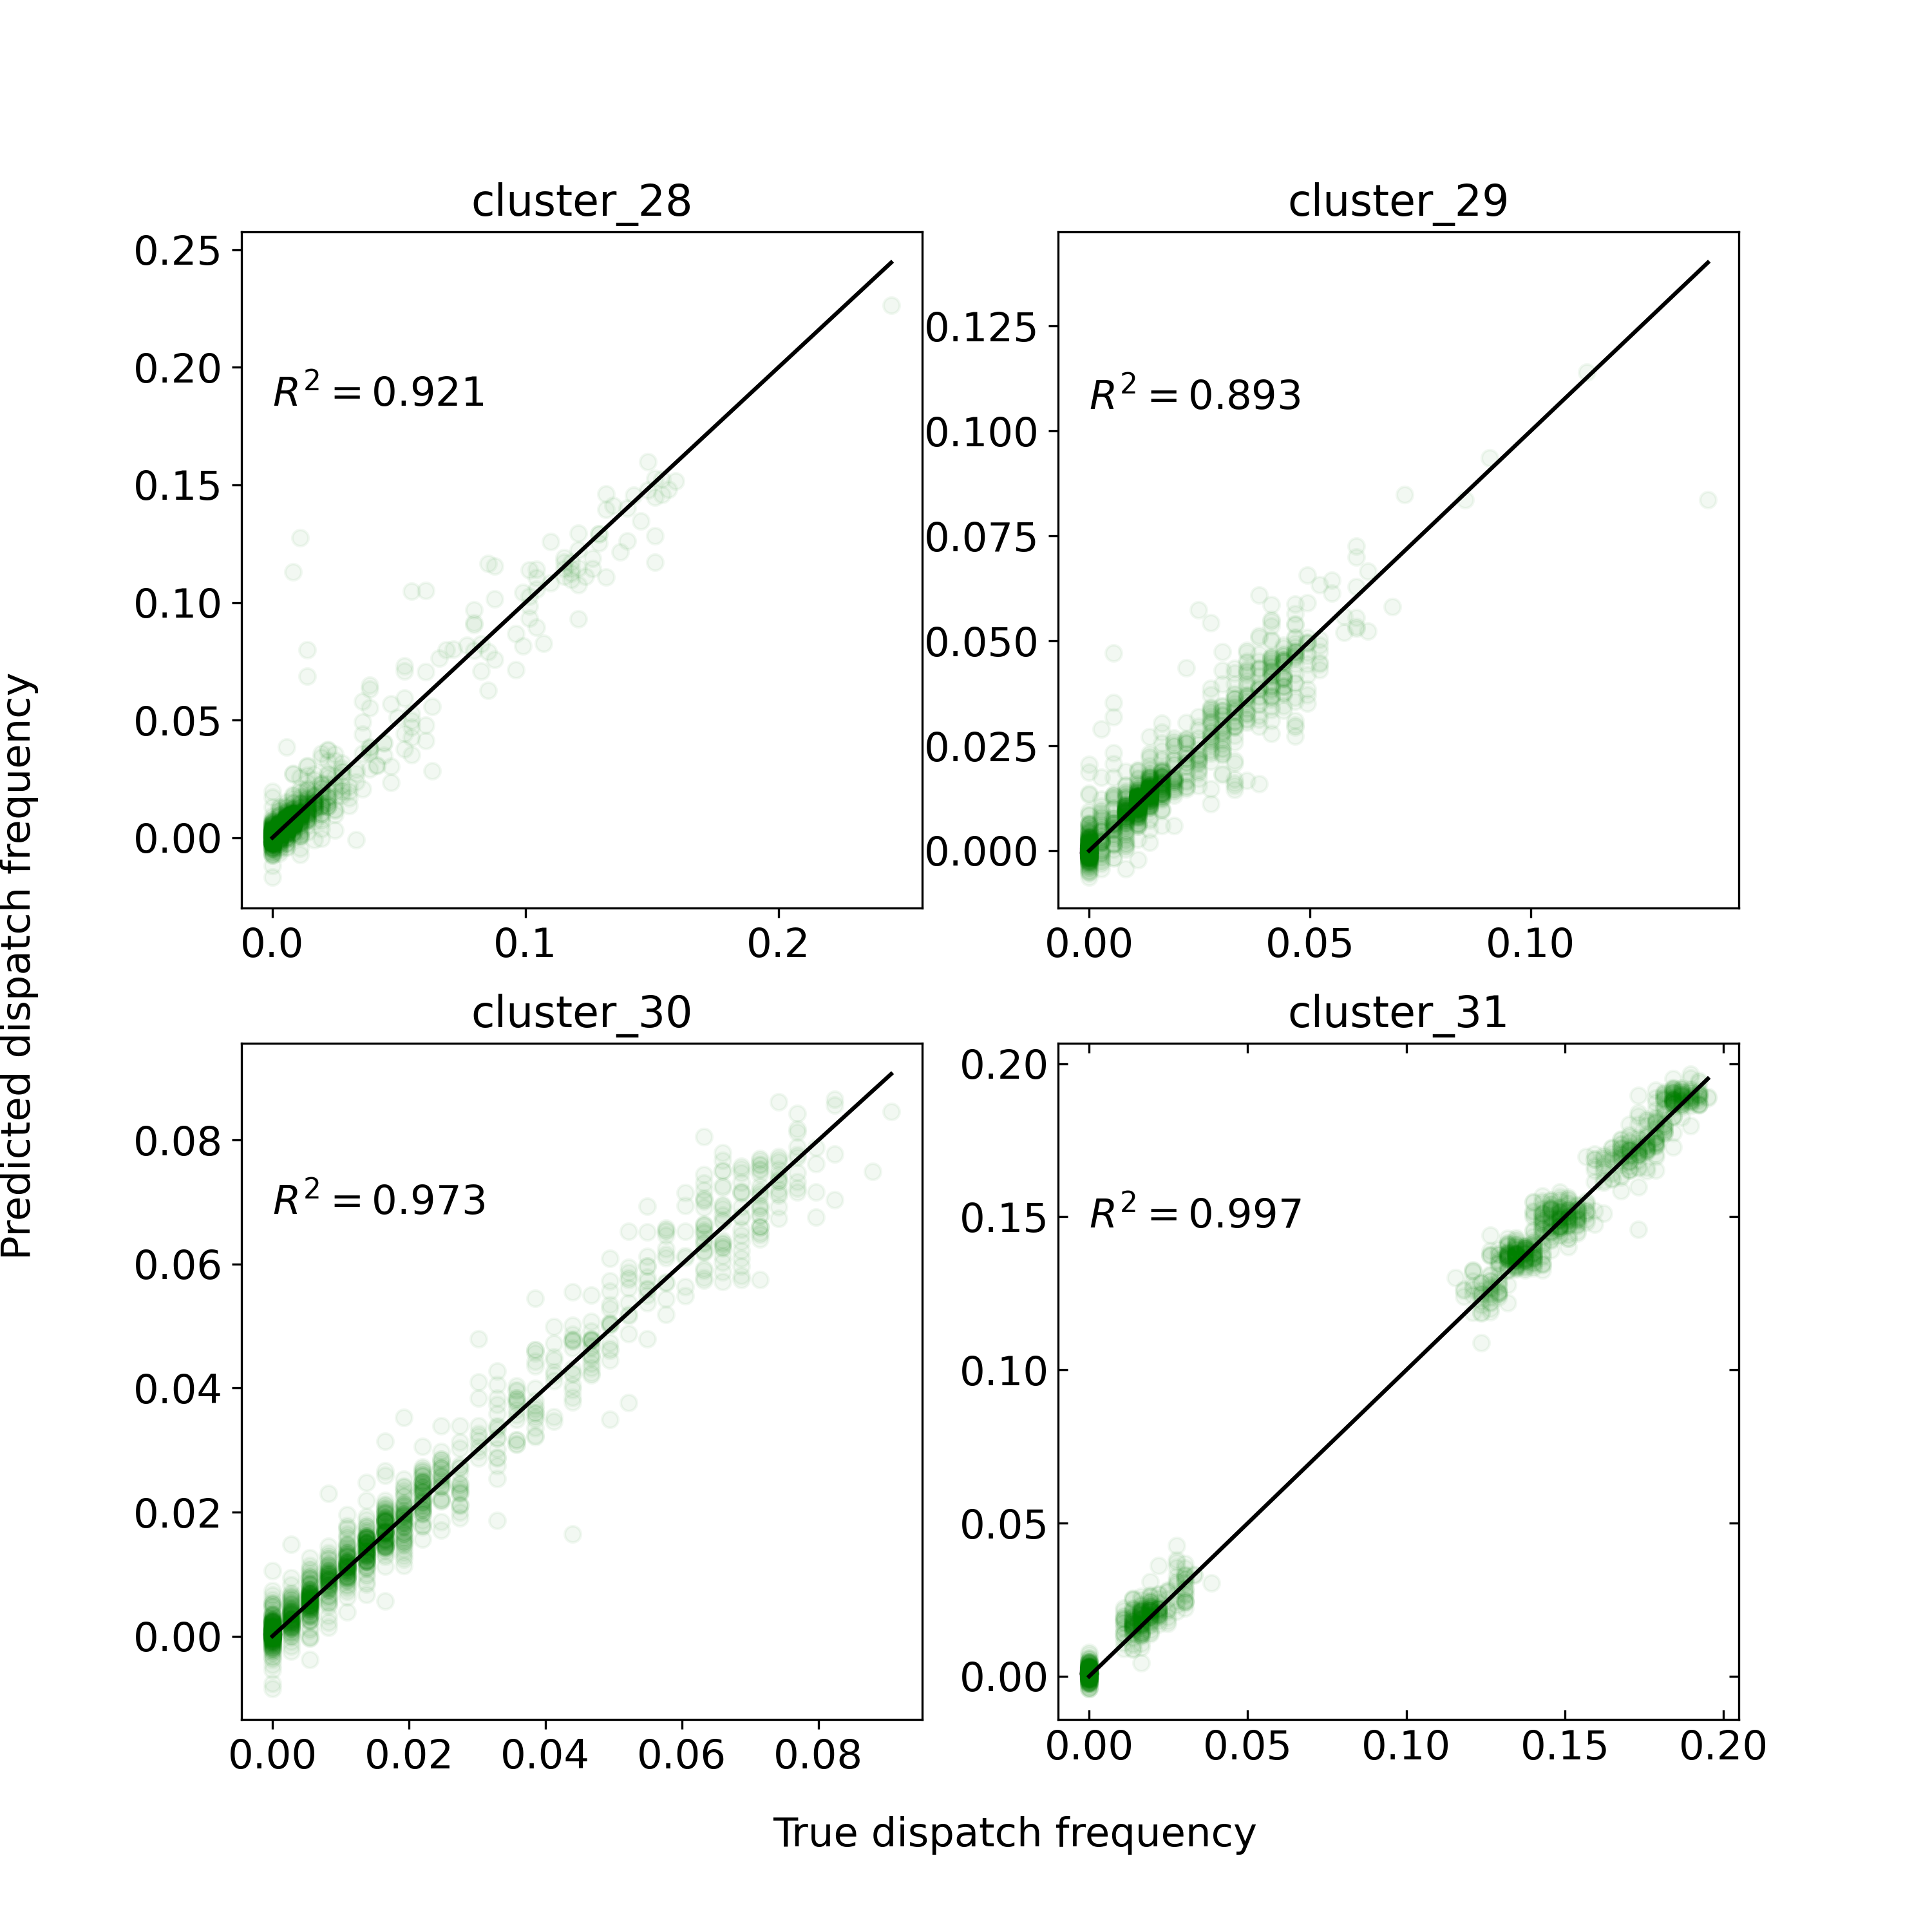 cluster_28
0.25
0.20
0.15
0.10
0.05
0.00
R² = 0.921
0.0 0.1 0.2
cluster_29
0.125
0.100
0.075
0.050
0.025
0.000
R² = 0.893
0.00 0.05 0.10
Predicted dispatch frequency
cluster_30
0.08
0.06
0.04
0.02
0.00
R² = 0.973
0.00 0.02 0.04 0.06 0.08
cluster_31
0.20
0.15
0.10
0.05
0.00
R² = 0.997
0.00 0.05 0.10 0.15 0.20
True dispatch frequency